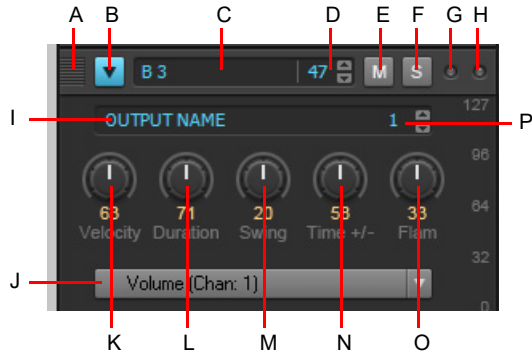 A B C D E F G H
B 3 47 M S
127
I OUTPUT NAME 1 P
96
63 71 20 53 33
64
Velocity Duration Swing Time +/- Flam
32
J Volume (Chan: 1)
0
K L M N O